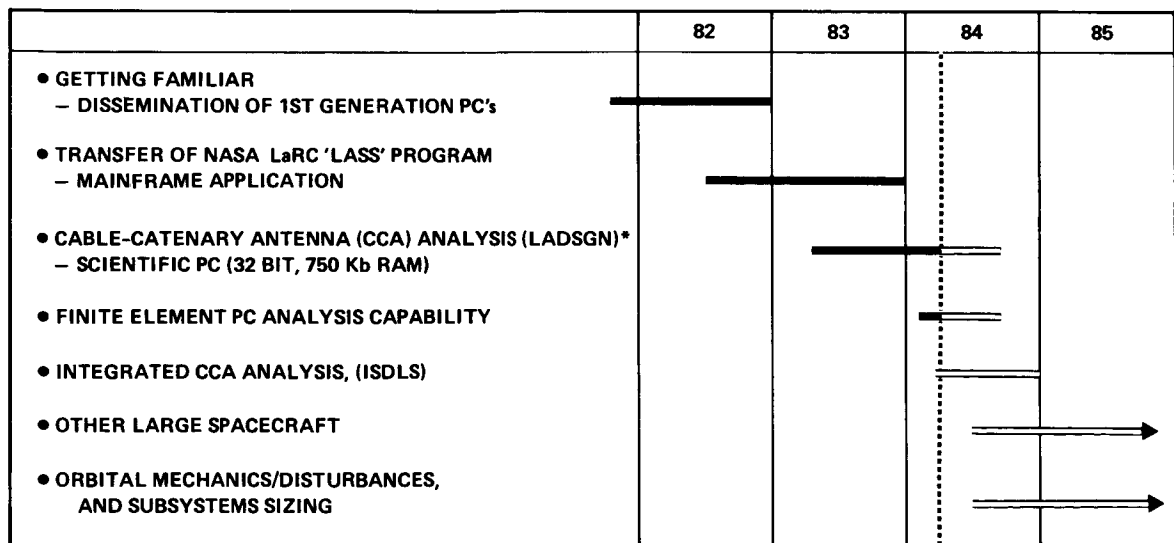 82 83 84 85
● GETTING FAMILIAR
– DISSEMINATION OF 1ST GENERATION PC's
● TRANSFER OF NASA LaRC 'LASS' PROGRAM
– MAINFRAME APPLICATION
● CABLE-CATENARY ANTENNA (CCA) ANALYSIS (LADSGN)*
– SCIENTIFIC PC (32 BIT, 750 Kb RAM)
● FINITE ELEMENT PC ANALYSIS CAPABILITY
● INTEGRATED CCA ANALYSIS, (ISDLS)
● OTHER LARGE SPACECRAFT
● ORBITAL MECHANICS/DISTURBANCES,
AND SUBSYSTEMS SIZING